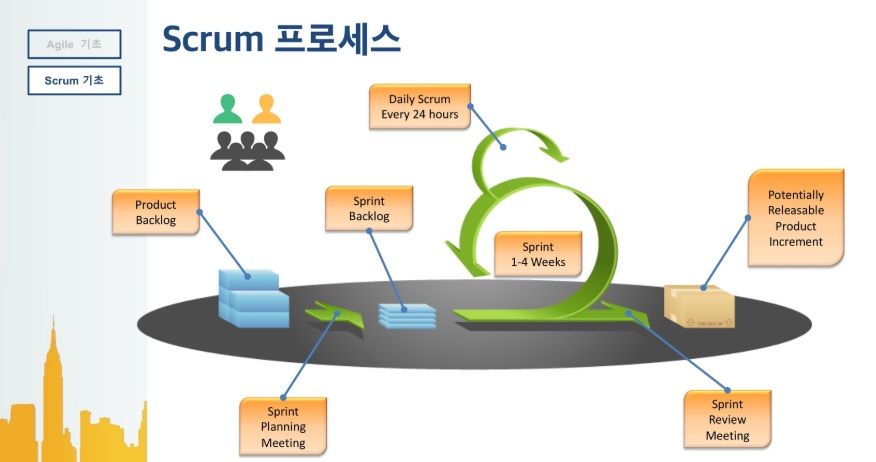 Agile 기초
Scrum 기초
Scrum 프로세스
Daily Scrum
Every 24 hours
Product
Backlog
Sprint
Backlog
Sprint
1-4 Weeks
Potentially
Releasable
Product
Increment
Sprint
Planning
Meeting
Sprint
Review
Meeting